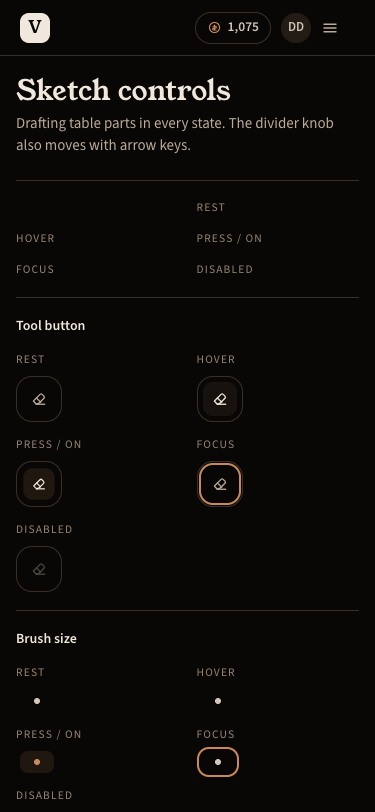 V
1,075
DD
Sketch controls
Drafting table parts in every state. The divider knob
also moves with arrow keys.
REST
HOVER
PRESS / ON
FOCUS
DISABLED
Tool button
REST
HOVER
PRESS / ON
FOCUS
DISABLED
Brush size
REST
HOVER
PRESS / ON
FOCUS
DISABLED